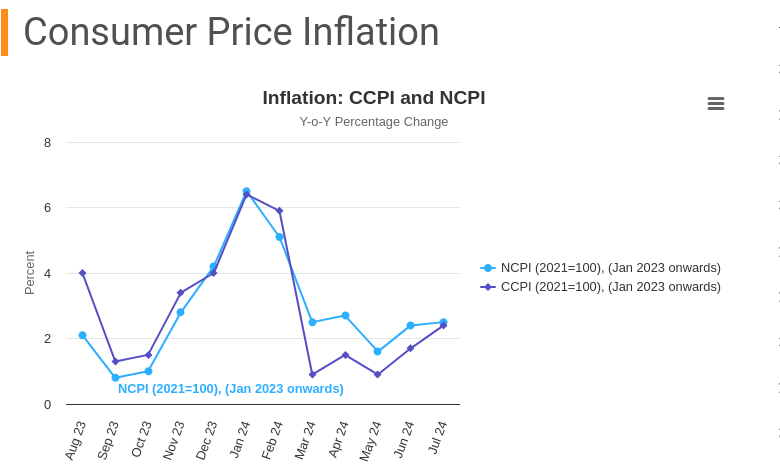 Consumer Price Inflation
Inflation: CCPI and NCPI
Y-o-Y Percentage Change
Percent
8
6
4
2
0
NCPI (2021=100), (Jan 2023 onwards)
Aug 23
Sep 23
Oct 23
Nov 23
Dec 23
Jan 24
Feb 24
Mar 24
Apr 24
May 24
Jun 24
Jul 24
NCPI (2021=100), (Jan 2023 onwards)
CCPI (2021=100), (Jan 2023 onwards)